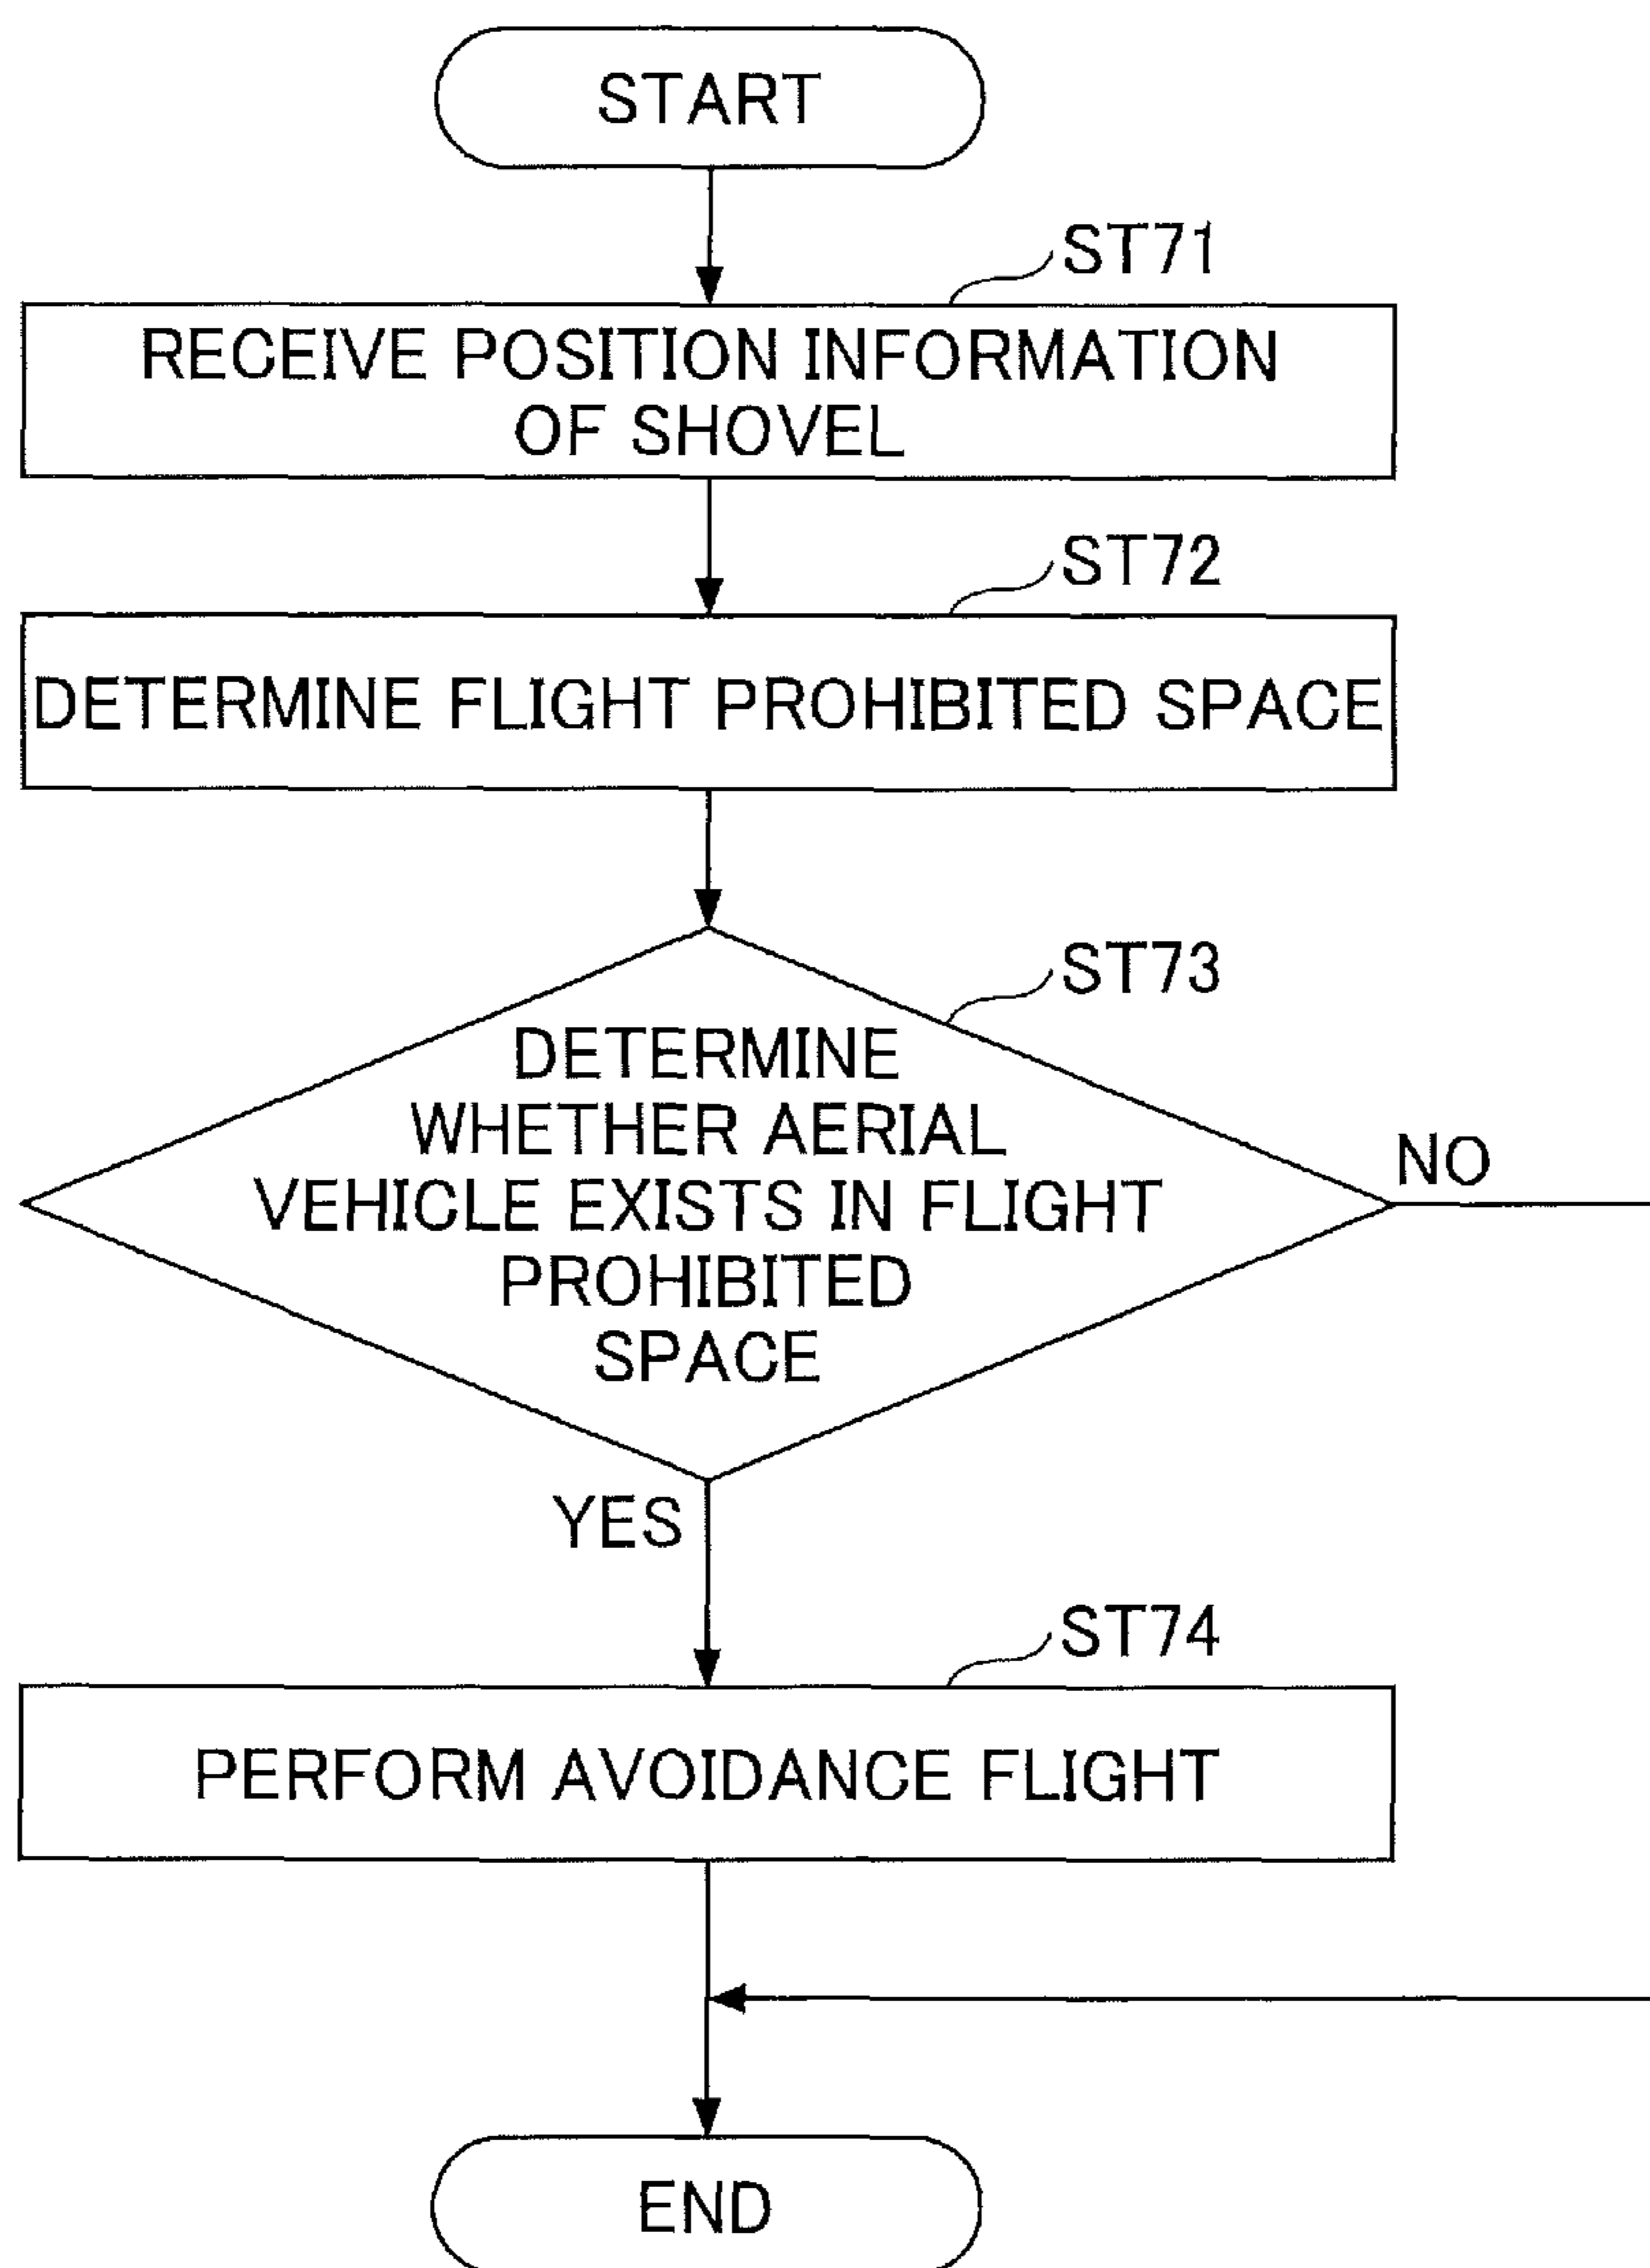 START
ST71
RECEIVE POSITION INFORMATION
OF SHOVEL
ST72
DETERMINE FLIGHT PROHIBITED SPACE
ST73
DETERMINE
WHETHER AERIAL
VEHICLE EXISTS IN FLIGHT
PROHIBITED
SPACE
NO
YES
ST74
PERFORM AVOIDANCE FLIGHT
END